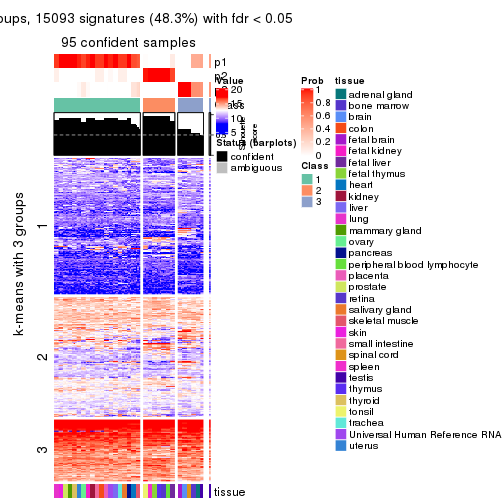 oups, 15093 signatures (48.3%) with fdr < 0.05
95 confident samples
p1
p2
Value
20
15
10
5
Silhouette
score
Status (barplots)
confident
ambiguous
Prob
1
0.8
0.6
0.4
0.2
0
Class
1
2
3
tissue
adrenal gland
bone marrow
brain
colon
fetal brain
fetal kidney
fetal liver
fetal thymus
heart
kidney
liver
lung
mammary gland
ovary
pancreas
peripheral blood lymphocyte
placenta
prostate
retina
salivary gland
skeletal muscle
skin
small intestine
spinal cord
spleen
testis
thymus
thyroid
tonsil
trachea
Universal Human Reference RNA
uterus
k-means with 3 groups
1
2
3
tissue